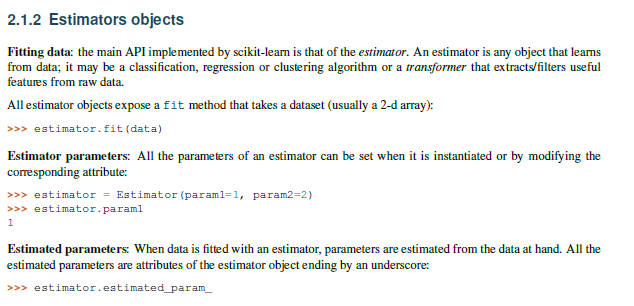 2.1.2 Estimators objects
Fitting data: the main API implemented by scikit-learn is that of the estimator. An estimator is any object that learns
from data; it may be a classification, regression or clustering algorithm or a transformer that extracts/filters useful
features from raw data.
All estimator objects expose a fit method that takes a dataset (usually a 2-d array):
>>> estimator.fit(data)
Estimator parameters: All the parameters of an estimator can be set when it is instantiated or by modifying the
corresponding attribute:
>>> estimator = Estimator(param1=1, param2=2)
>>> estimator.param1
1
Estimated parameters: When data is fitted with an estimator, parameters are estimated from the data at hand. All the
estimated parameters are attributes of the estimator object ending by an underscore:
>>> estimator.estimated_param_